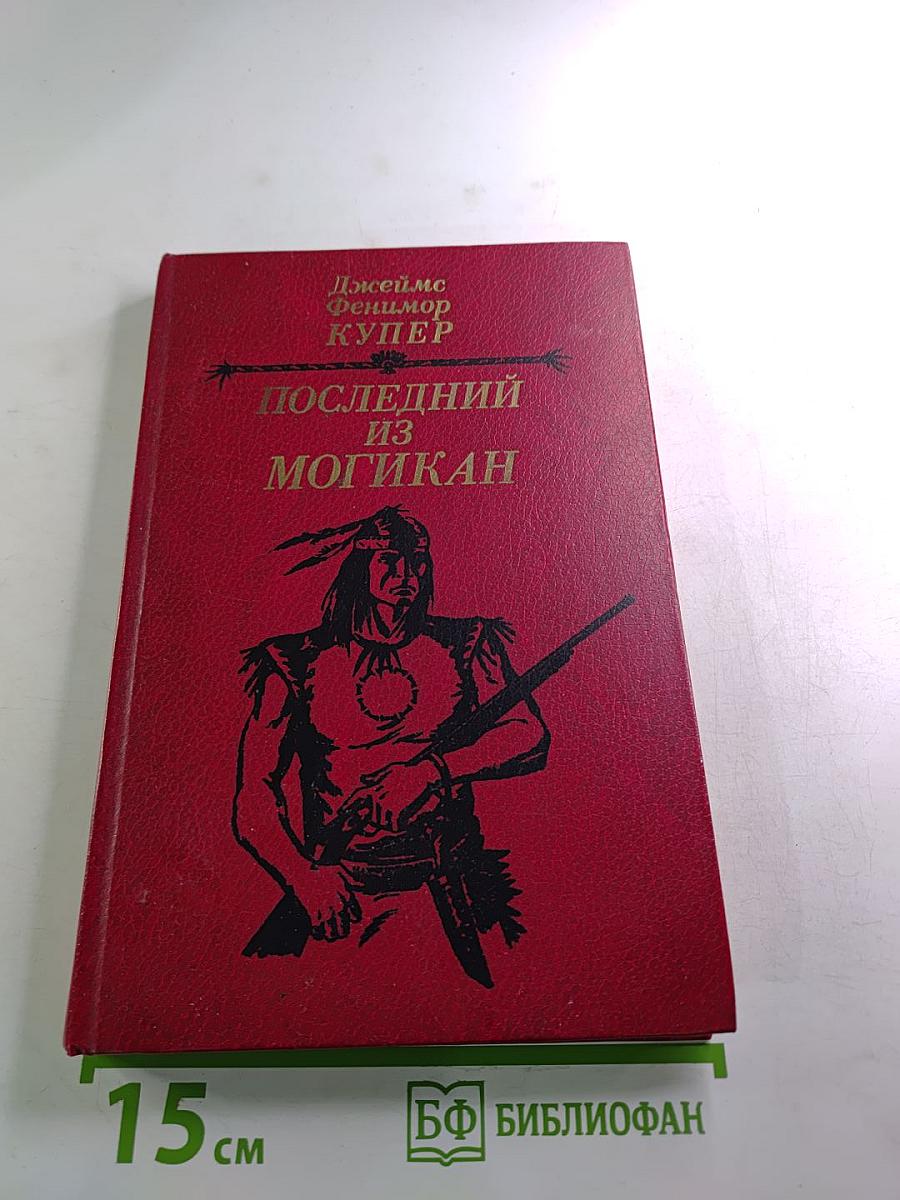 Джеймс
Фенимор
КУПЕР
ПОСЛЕДНИЙ
ИЗ
МОГИКАН
15 см
БФ БИБЛИОФАН